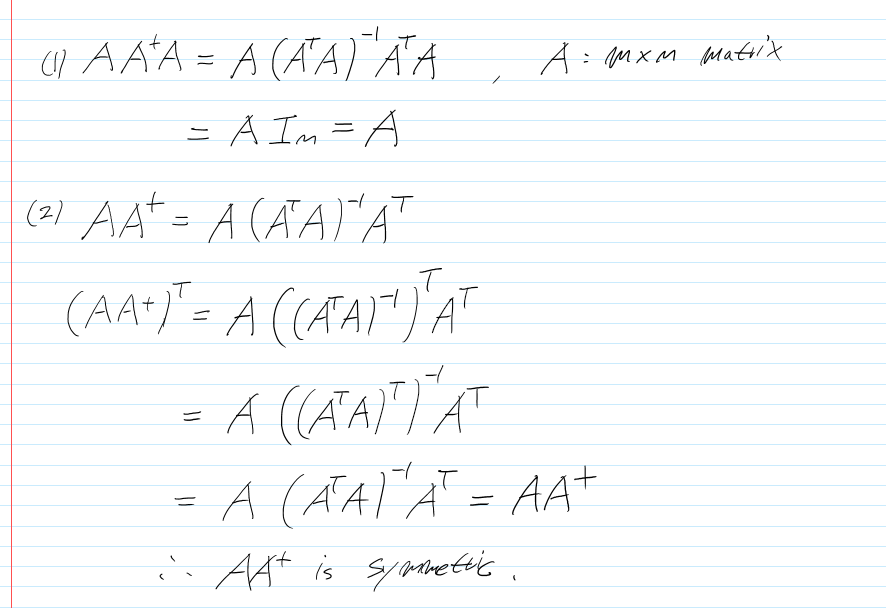 (1) AA⁺A = A(AᵀA)⁻¹AᵀA , A : m×n matrix
= A Iₙ = A
(2) AA⁺ = A(AᵀA)⁻¹Aᵀ
(AA⁺)ᵀ = A((AᵀA)⁻¹)ᵀAᵀ
= A((AᵀA)ᵀ)⁻¹Aᵀ
= A(AᵀA)⁻¹Aᵀ = AA⁺
∴ AA⁺ is symmetric.